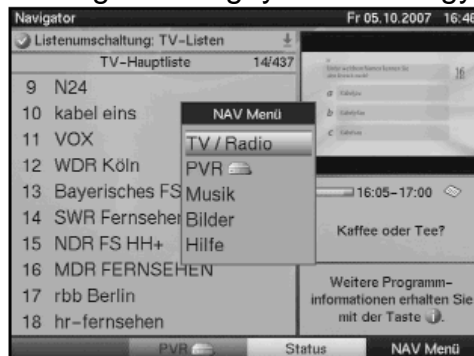 Navigator
Fr 05.10.2007 16:46
Listenumschaltung: TV-Listen
TV-Hauptliste 14/437
9 N24
10 kabel eins
11 VOX
12 WDR Köln
13 Bayerisches FS
14 SWR Fernsehen
15 NDR FS HH+
16 MDR FERNSEHEN
17 rbb Berlin
18 hr-fernsehen
NAV Menü
TV / Radio
PVR
Musik
Bilder
Hilfe
16:05-17:00
Kaffee oder Tee?
Weitere Programm-
informationen erhalten Sie
mit der Taste i.
PVR
Status
NAV Menü